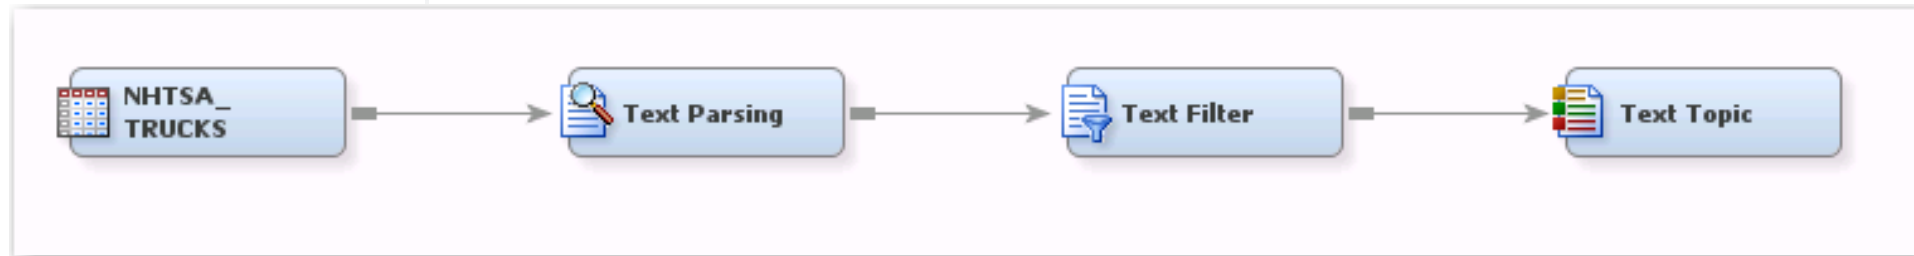 NHTSA_
TRUCKS
Text Parsing
Text Filter
Text Topic